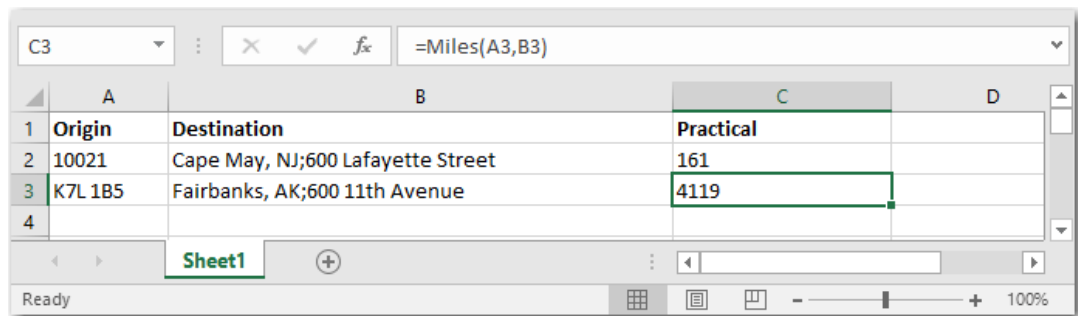 C3 fx =Miles(A3,B3)
A B C D
1 Origin Destination Practical
2 10021 Cape May, NJ;600 Lafayette Street 161
3 K7L 1B5 Fairbanks, AK;600 11th Avenue 4119
4
Sheet1
Ready 100%